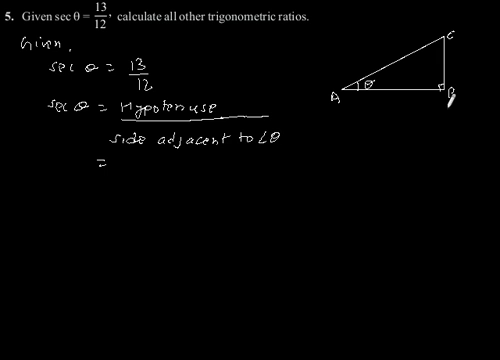 5. Given sec θ = 13/12, calculate all other trigonometric ratios.
Given,
sec θ = 13/12
sec θ = Hypotenuse / side adjacent to ∠θ
=
C
θ
A
B